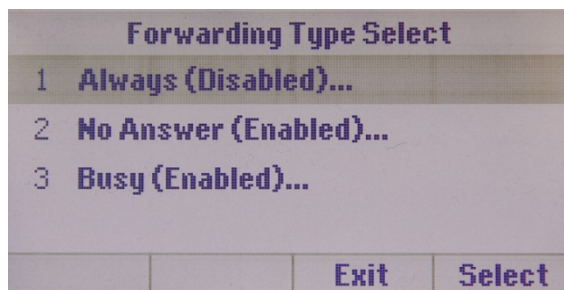 Forwarding Type Select
1 Always (Disabled)...
2 No Answer (Enabled)...
3 Busy (Enabled)...
Exit Select